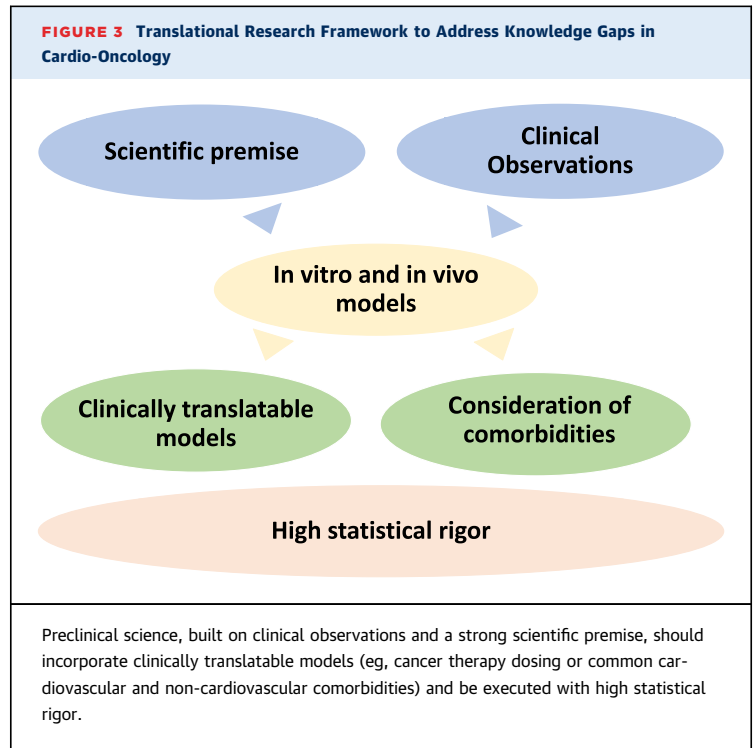 FIGURE 3 Translational Research Framework to Address Knowledge Gaps in
Cardio-Oncology
Scientific premise
Clinical
Observations
In vitro and in vivo
models
Clinically translatable
models
Consideration of
comorbidities
High statistical rigor
Preclinical science, built on clinical observations and a strong scientific premise, should
incorporate clinically translatable models (eg, cancer therapy dosing or common car-
diovascular and non-cardiovascular comorbidities) and be executed with high statistical
rigor.